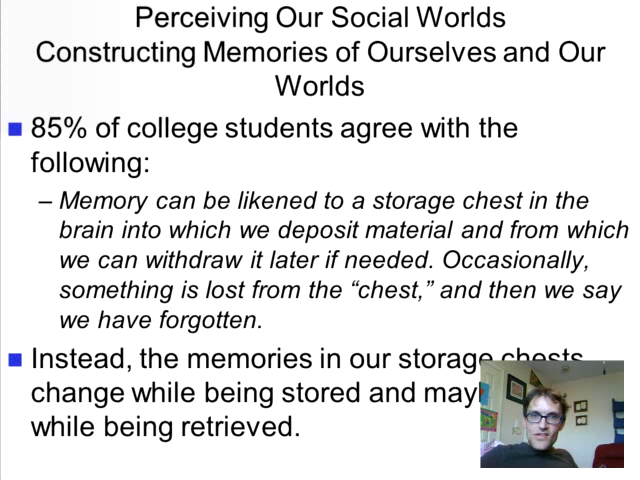 Perceiving Our Social Worlds
Constructing Memories of Ourselves and Our
Worlds
85% of college students agree with the
following:
– Memory can be likened to a storage chest in the
brain into which we deposit material and from which
we can withdraw it later if needed. Occasionally,
something is lost from the “chest,” and then we say
we have forgotten.
Instead, the memories in our storage chests
change while being stored and may
while being retrieved.